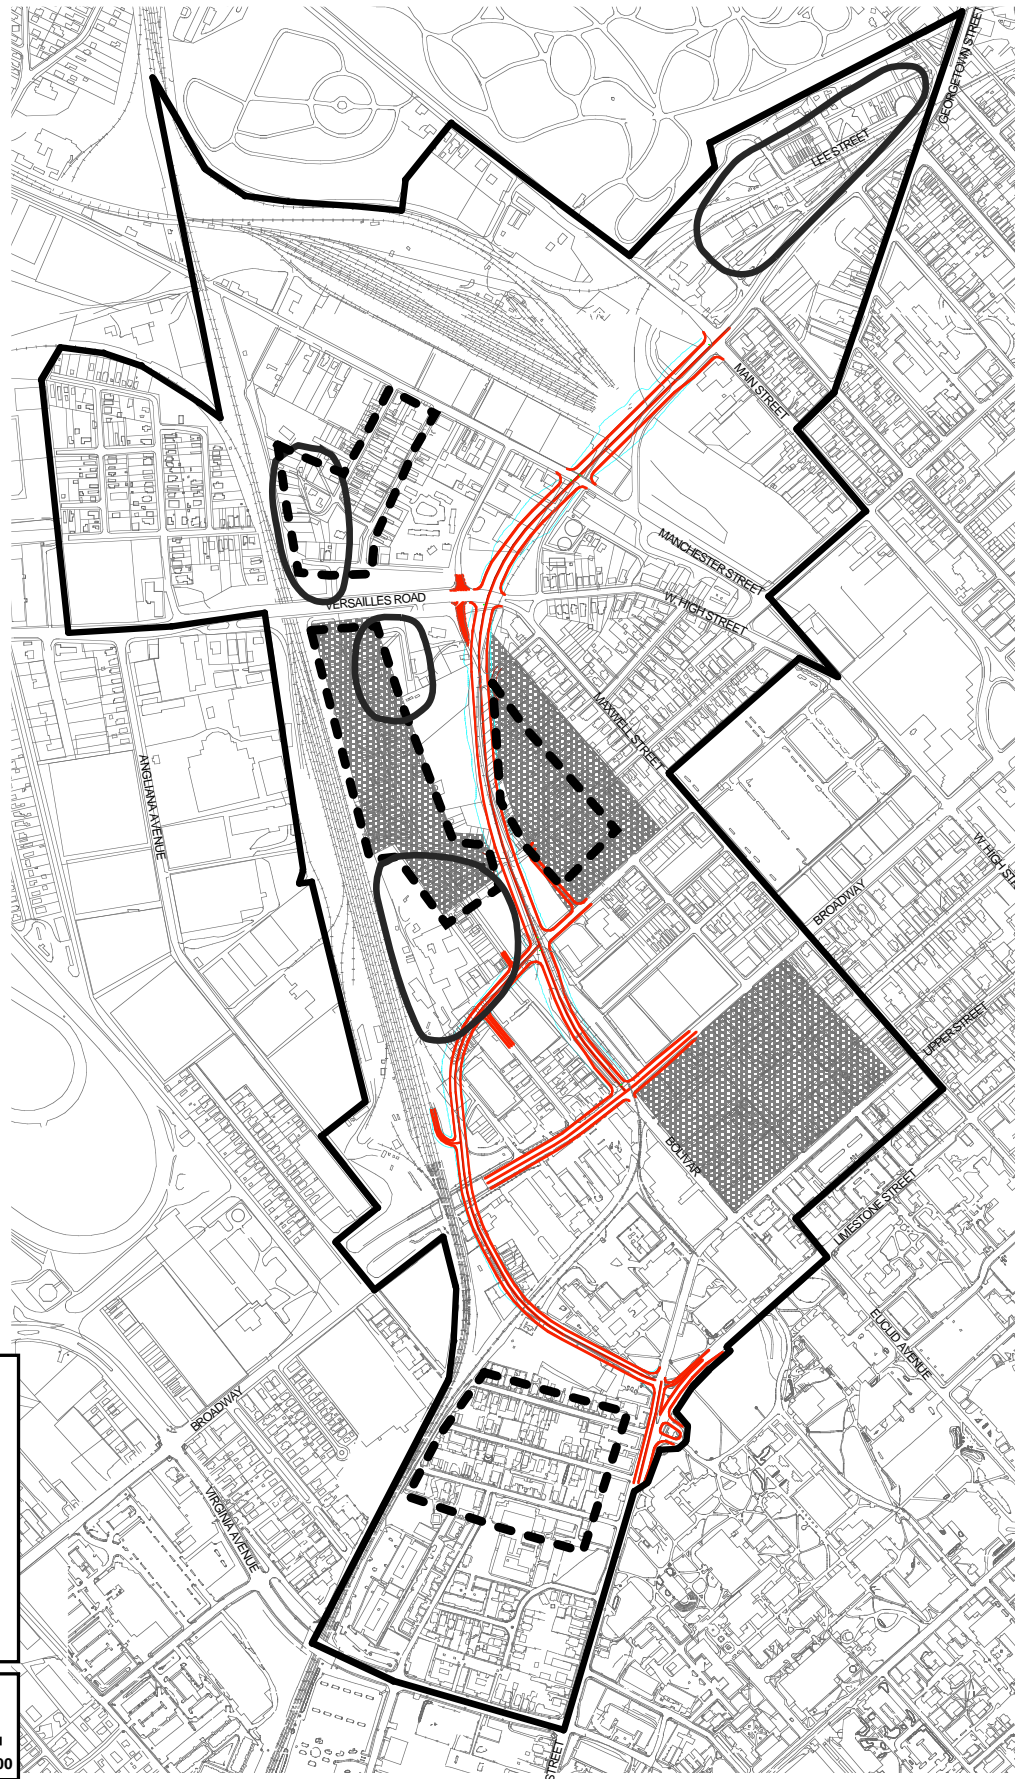 GEORGETOWN STREET
LEE STREET
MAIN STREET
MANCHESTER STREET
W. HIGH STREET
VERSAILLES ROAD
MAXWELL STREET
ANGLIANA AVENUE
W. HIGH ST
BROADWAY
UPPER STREET
BOLIVAR
LIMESTONE STREET
EUCLID AVENUE
BROADWAY
VIRGINIA AVENUE
STREET
00